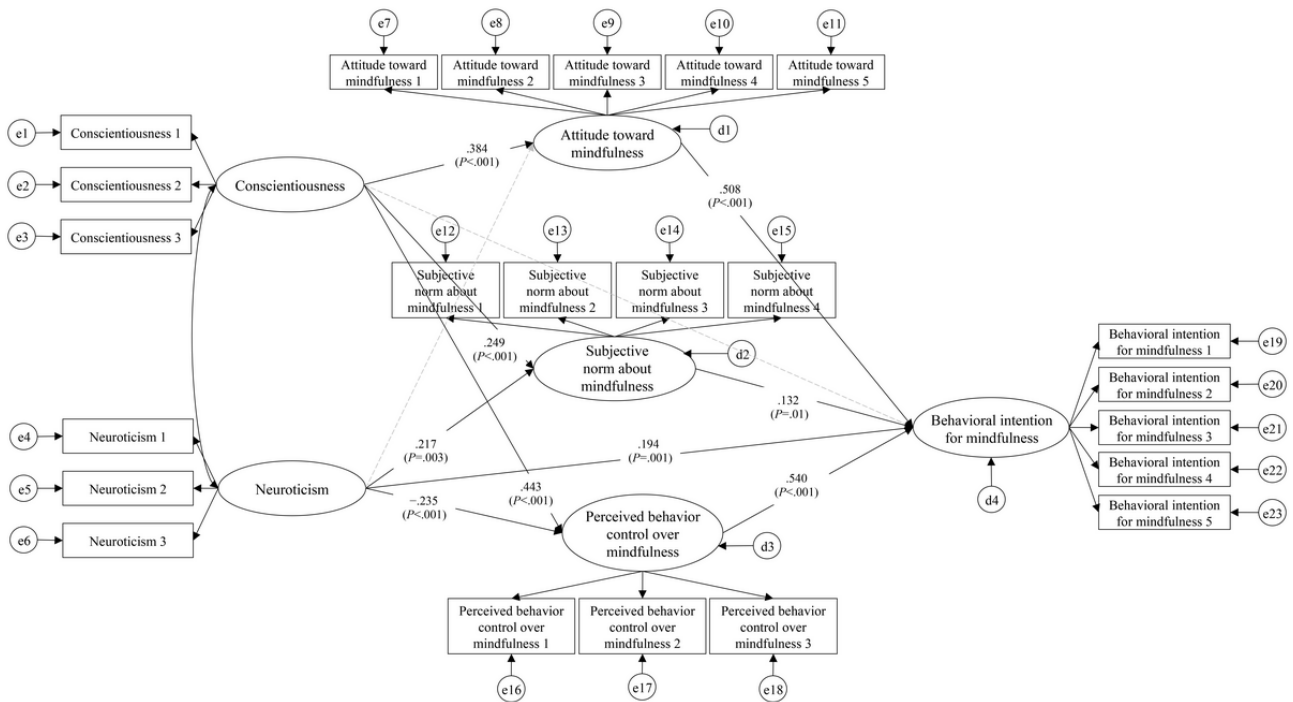 e7
e8
e9
e10
e11
Attitude toward
mindfulness 1
Attitude toward
mindfulness 2
Attitude toward
mindfulness 3
Attitude toward
mindfulness 4
Attitude toward
mindfulness 5
e1
Conscientiousness 1
e2
Conscientiousness 2
e3
Conscientiousness 3
Conscientiousness
.384
(P<.001)
Attitude toward
mindfulness
d1
.508
(P<.001)
e12
e13
e14
e15
Subjective
norm about
mindfulness 1
Subjective
norm about
mindfulness 2
Subjective
norm about
mindfulness 3
Subjective
norm about
mindfulness 4
.249
(P<.001)
Subjective
norm about
mindfulness
d2
.132
(P=.01)
e4
Neuroticism 1
e5
Neuroticism 2
e6
Neuroticism 3
Neuroticism
.217
(P=.003)
.194
(P=.001)
−.235
(P<.001)
.443
(P<.001)
.540
(P<.001)
Perceived behavior
control over
mindfulness
d3
Behavioral intention
for mindfulness
d4
Behavioral intention
for mindfulness 1
e19
Behavioral intention
for mindfulness 2
e20
Behavioral intention
for mindfulness 3
e21
Behavioral intention
for mindfulness 4
e22
Behavioral intention
for mindfulness 5
e23
Perceived behavior
control over
mindfulness 1
Perceived behavior
control over
mindfulness 2
Perceived behavior
control over
mindfulness 3
e16
e17
e18